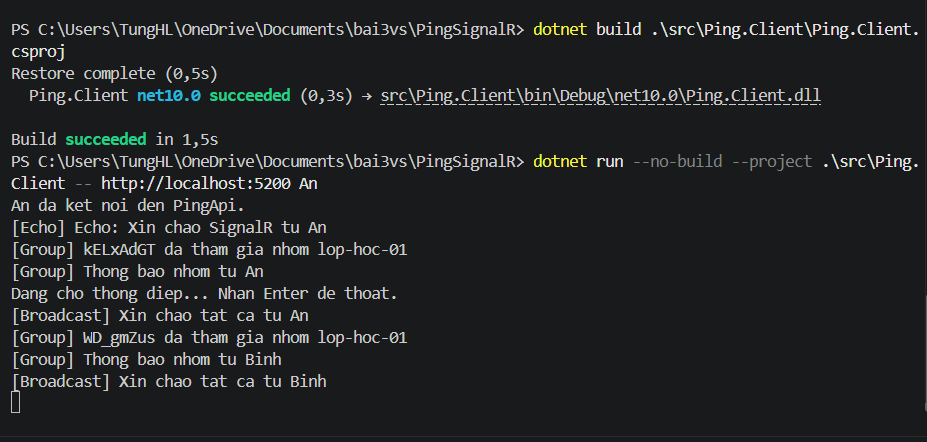 PS C:\Users\TungHL\OneDrive\Documents\bai3vs\PingSignalR> dotnet build .\src\Ping.Client\Ping.Client.
csproj
Restore complete (0,5s)
  Ping.Client net10.0 succeeded (0,3s) → src\Ping.Client\bin\Debug\net10.0\Ping.Client.dll
Build succeeded in 1,5s
PS C:\Users\TungHL\OneDrive\Documents\bai3vs\PingSignalR> dotnet run --no-build --project .\src\Ping.
Client -- http://localhost:5200 An
An da ket noi den PingApi.
[Echo] Echo: Xin chao SignalR tu An
[Group] kELxAdGT da tham gia nhom lop-hoc-01
[Group] Thong bao nhom tu An
Dang cho thong diep... Nhan Enter de thoat.
[Broadcast] Xin chao tat ca tu An
[Group] WD_gmZus da tham gia nhom lop-hoc-01
[Group] Thong bao nhom tu Binh
[Broadcast] Xin chao tat ca tu Binh